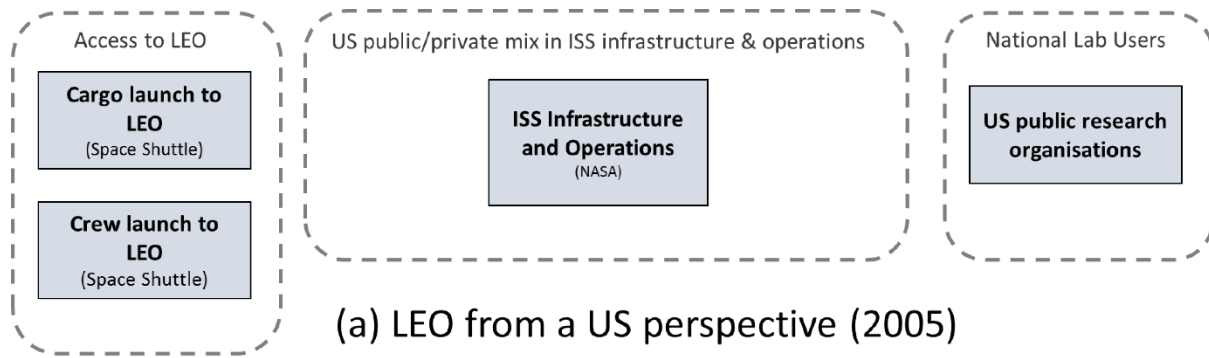 Access to LEO
Cargo launch to
LEO
(Space Shuttle)
Crew launch to
LEO
(Space Shuttle)
US public/private mix in ISS infrastructure & operations
ISS Infrastructure
and Operations
(NASA)
National Lab Users
US public research
organisations
(a) LEO from a US perspective (2005)